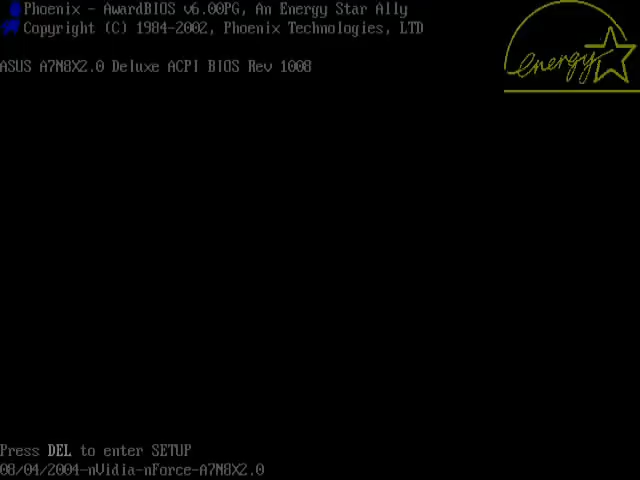 Phoenix - AwardBIOS v6.00PG, An Energy Star Ally
Copyright (C) 1984-2002, Phoenix Technologies, LTD
energy
ASUS A7N8X2.0 Deluxe ACPI BIOS Rev 1008
Press DEL to enter SETUP
08/04/2004-nVidia-nForce-A7N8X2.0